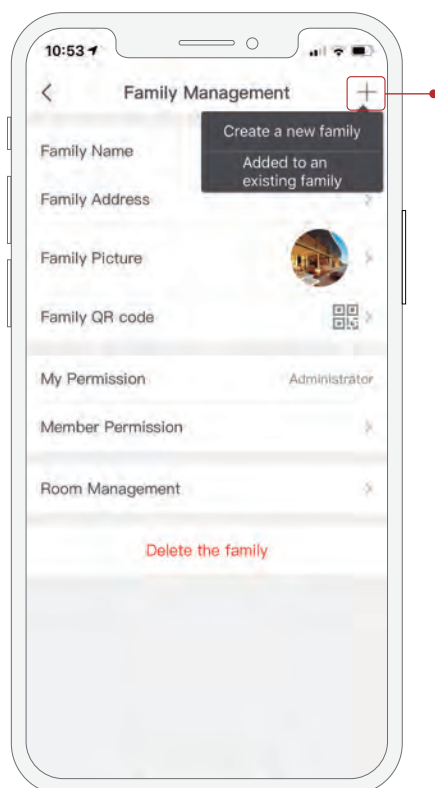 10:53
Family Management
Create a new family
Added to an
existing family
Family Name
Family Address
Family Picture
Family QR code
My Permission
Administrator
Member Permission
Room Management
Delete the family